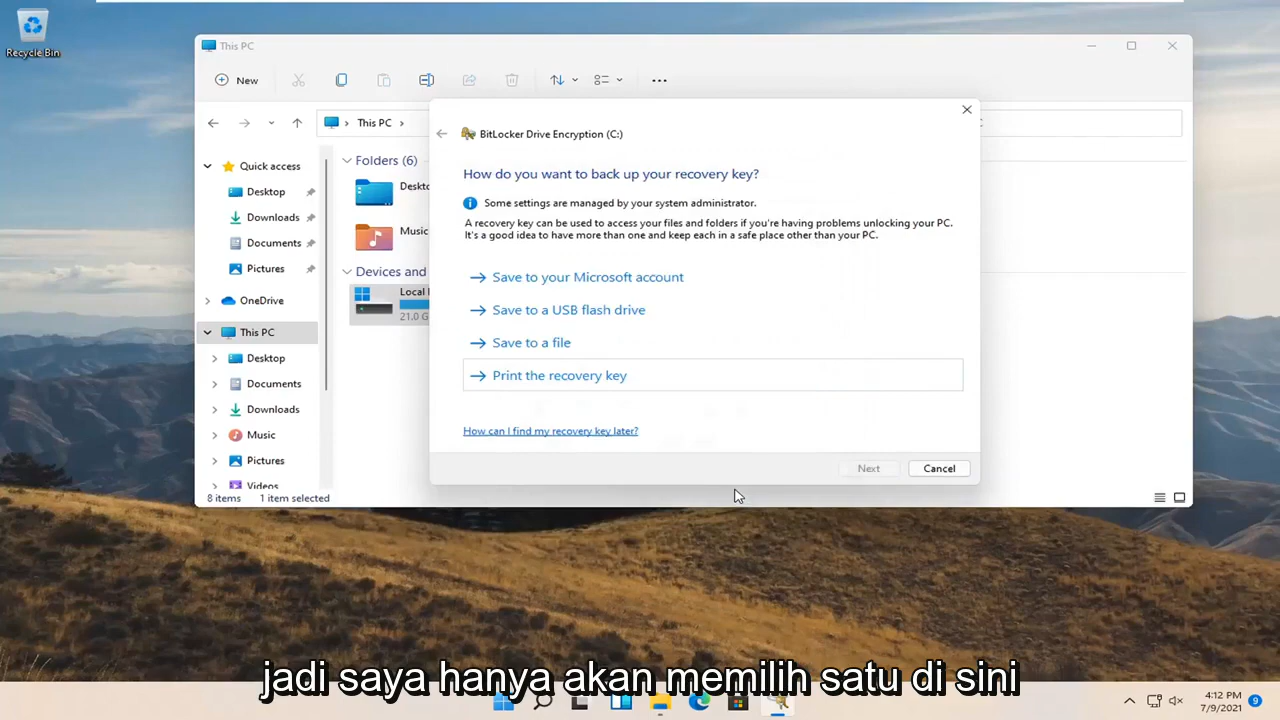 Recycle Bin
This PC
New
This PC
Quick access
Desktop
Downloads
Documents
Pictures
OneDrive
This PC
Desktop
Documents
Downloads
Music
Pictures
Videos
Folders (6)
Music
Devices and
Local
21.0 G
8 items 1 item selected
BitLocker Drive Encryption (C:)
How do you want to back up your recovery key?
Some settings are managed by your system administrator.
A recovery key can be used to access your files and folders if you're having problems unlocking your PC.
It's a good idea to have more than one and keep each in a safe place other than your PC.
Save to your Microsoft account
Save to a USB flash drive
Save to a file
Print the recovery key
How can I find my recovery key later?
Next Cancel
jadi saya hanya akan memilih satu di sini
4:12 PM
7/9/2021
9